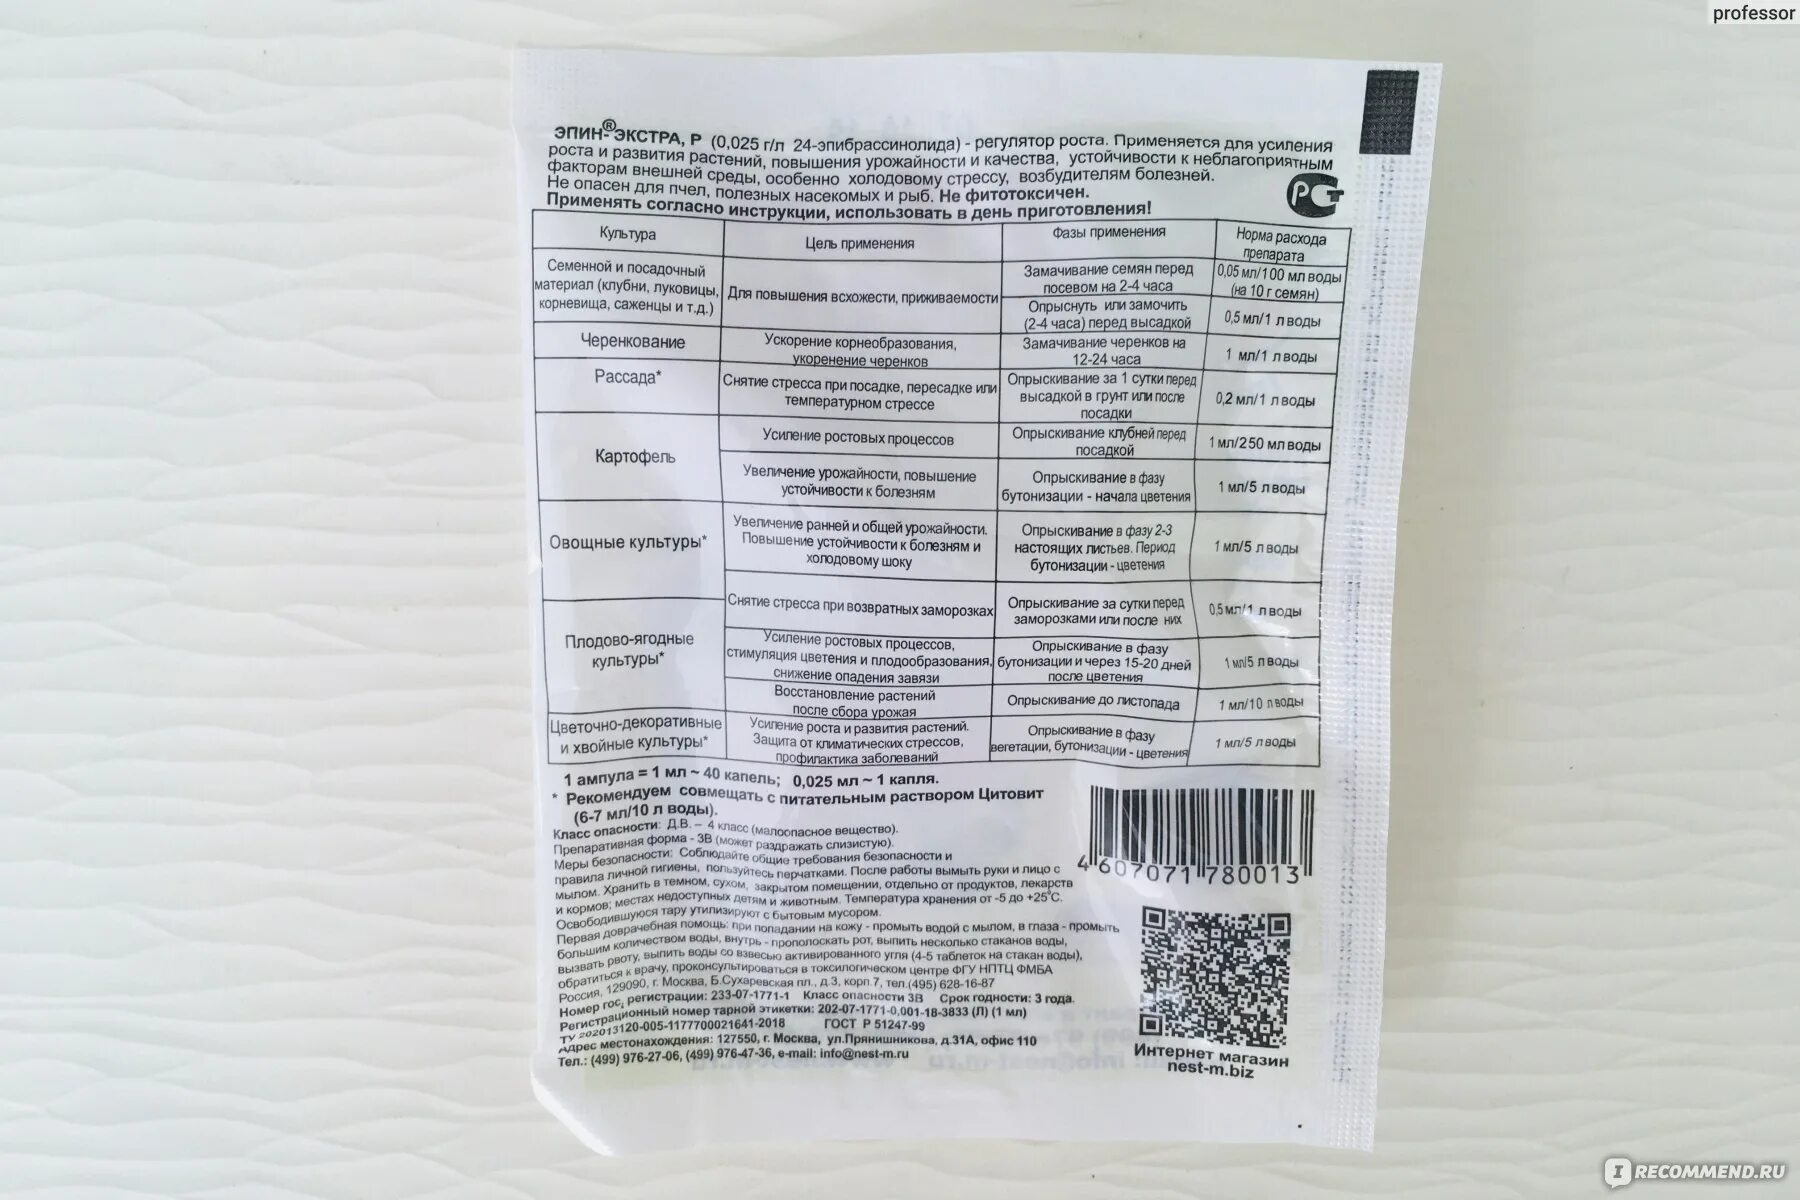 professor
ЭПИН-®ЭКСТРА, Р (0,025 г/л 24-эпибрассинолида) - регулятор роста. Применяется для усиления
роста и развития растений, повышения урожайности и качества, устойчивости к неблагоприятным
факторам внешней среды, особенно холодовому стрессу, возбудителям болезней.
Не опасен для пчел, полезных насекомых и рыб. Не фитотоксичен.
Применять согласно инструкции, использовать в день приготовления!
РСТ
Культура
Цель применения
Фазы применения
Норма расхода
препарата
Семенной и посадочный
материал (клубни, луковицы,
корневища, саженцы и т.д.)
Для повышения всхожести, приживаемости
Замачивание семян перед
посевом на 2-4 часа
0,05 мл/100 мл воды
(на 10 г семян)
Опрыснуть или замочить
(2-4 часа) перед высадкой
0,5 мл/1 л воды
Черенкование
Ускорение корнеобразования,
укоренение черенков
Замачивание черенков на
12-24 часа
1 мл/1 л воды
Рассада*
Снятие стресса при посадке, пересадке или
температурном стрессе
Опрыскивание за 1 сутки перед
высадкой в грунт или после
посадки
0,2 мл/1 л воды
Картофель
Усиление ростовых процессов
Опрыскивание клубней перед
посадкой
1 мл/250 мл воды
Увеличение урожайности, повышение
устойчивости к болезням
Опрыскивание в фазу
бутонизации - начала цветения
1 мл/5 л воды
Овощные культуры*
Увеличение ранней и общей урожайности.
Повышение устойчивости к болезням и
холодовому шоку
Опрыскивание в фазу 2-3
настоящих листьев. Период
бутонизации - цветения
1 мл/5 л воды
Снятие стресса при возвратных заморозках
Опрыскивание за сутки перед
заморозками или после них
0,5 мл/1 л воды
Плодово-ягодные
культуры*
Усиление ростовых процессов,
стимуляция цветения и плодообразования,
снижение опадения завязи
Опрыскивание в фазу
бутонизации и через 15-20 дней
после цветения
1 мл/5 л воды
Восстановление растений
после сбора урожая
Опрыскивание до листопада
1 мл/10 л воды
Цветочно-декоративные
и хвойные культуры*
Усиление роста и развития растений.
Защита от климатических стрессов,
профилактика заболеваний
Опрыскивание в фазу
вегетации, бутонизации - цветения
1 мл/5 л воды
1 ампула = 1 мл ~ 40 капель; 0,025 мл ~ 1 капля.
* Рекомендуем совмещать с питательным раствором Цитовит
(6-7 мл/10 л воды).
Класс опасности: Д.В. – 4 класс (малоопасное вещество).
Препаративная форма - 3В (может раздражать слизистую).
Меры безопасности: Соблюдайте общие требования безопасности и
правила личной гигиены, пользуйтесь перчатками. После работы вымыть руки и лицо с
мылом. Хранить в темном, сухом, закрытом помещении, отдельно от продуктов, лекарств
и кормов; местах недоступных детям и животным. Температура хранения от -5 до +25°С.
Освободившуюся тару утилизируют с бытовым мусором.
Первая доврачебная помощь: при попадании на кожу - промыть водой с мылом, в глаза - промыть
большим количеством воды, внутрь - прополоскать рот, выпить несколько стаканов воды,
вызвать рвоту, выпить воды со взвесью активированного угля (4-5 таблеток на стакан воды),
обратиться к врачу, проконсультироваться в токсилогическом центре ФГУ НПТЦ ФМБА
Россия, 129090, г. Москва, Б.Сухаревская пл., д.3, корп.7, тел.(495) 628-16-87
Номер гос. регистрации: 233-07-1771-1 Класс опасности 3В Срок годности: 3 года.
Регистрационный номер тарной этикетки: 202-07-1771-0,001-18-3833 (Л) (1 мл)
ТУ 202013120-005-1177700021641-2018 ГОСТ Р 51247-99
Адрес местонахождения: 127550, г. Москва, ул.Прянишникова, д.31А, офис 110
Тел.: (499) 976-27-06, (499) 976-47-36, e-mail: info@nest-m.ru
4 607071 780013
Интернет магазин
nest-m.biz
IRECOMMEND.RU